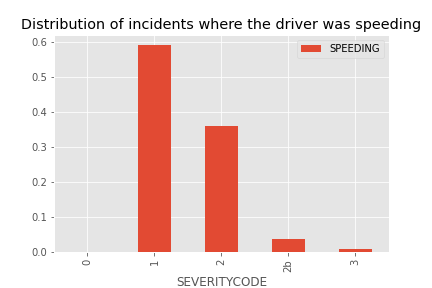 Distribution of incidents where the driver was speeding
SPEEDING
0.6
0.5
0.4
0.3
0.2
0.1
0.0
0
1
2
2b
3
SEVERITYCODE